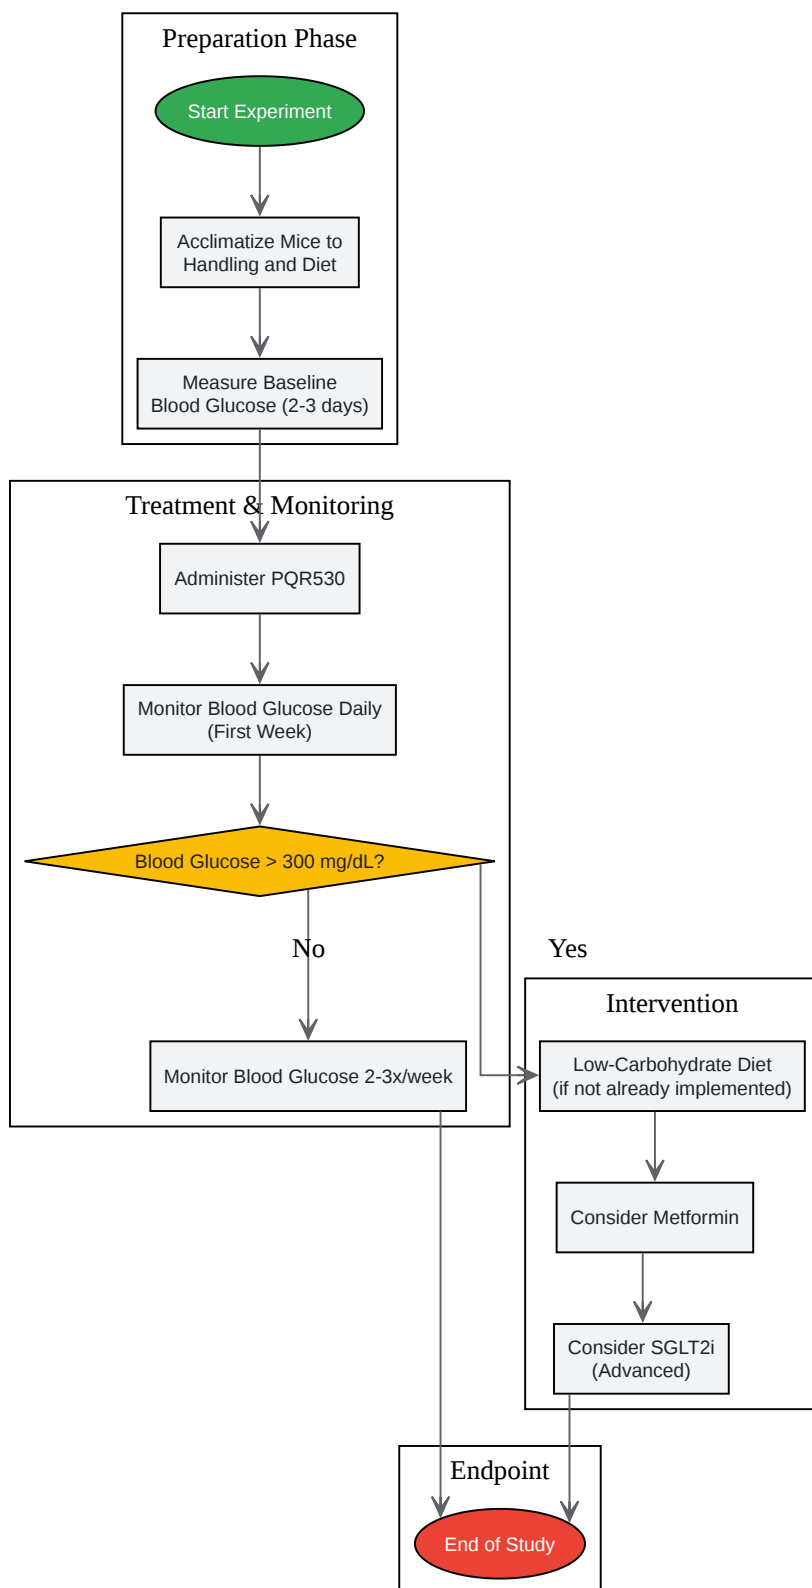 Preparation Phase
Start Experiment
Acclimatize Mice to
Handling and Diet
Measure Baseline
Blood Glucose (2-3 days)
Treatment & Monitoring
Administer PQR530
Monitor Blood Glucose Daily
(First Week)
Blood Glucose > 300 mg/dL?
No
Yes
Monitor Blood Glucose 2-3x/week
Intervention
Low-Carbohydrate Diet
(if not already implemented)
Consider Metformin
Consider SGLT2i
(Advanced)
Endpoint
End of Study